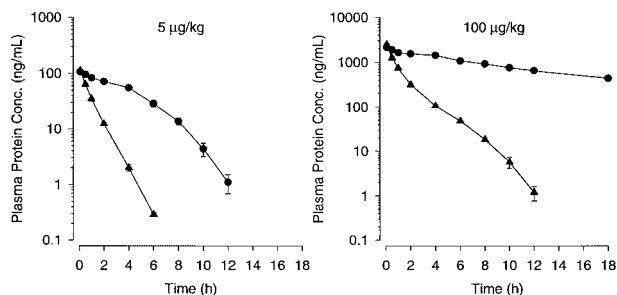 5 µg/kg
Plasma Protein Conc. (ng/mL)
1000
100
10
1
0.1
0 2 4 6 8 10 12 14 16 18
Time (h)
100 µg/kg
Plasma Protein Conc. (ng/mL)
10000
1000
100
10
1
0.1
0 2 4 6 8 10 12 14 16 18
Time (h)